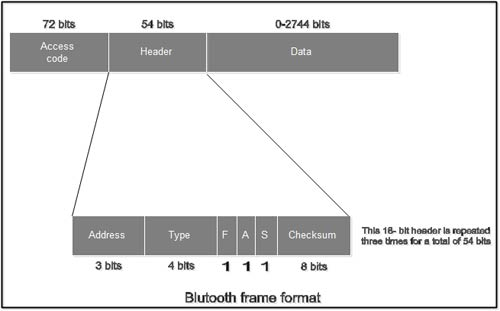 72 bits 54 bits 0-2744 bits
Access
code
Header
Data
Address Type F A S Checksum
3 bits 4 bits 1 1 1 8 bits
This 18- bit header is repeated
three times for a total of 54 bits
Blutooth frame format